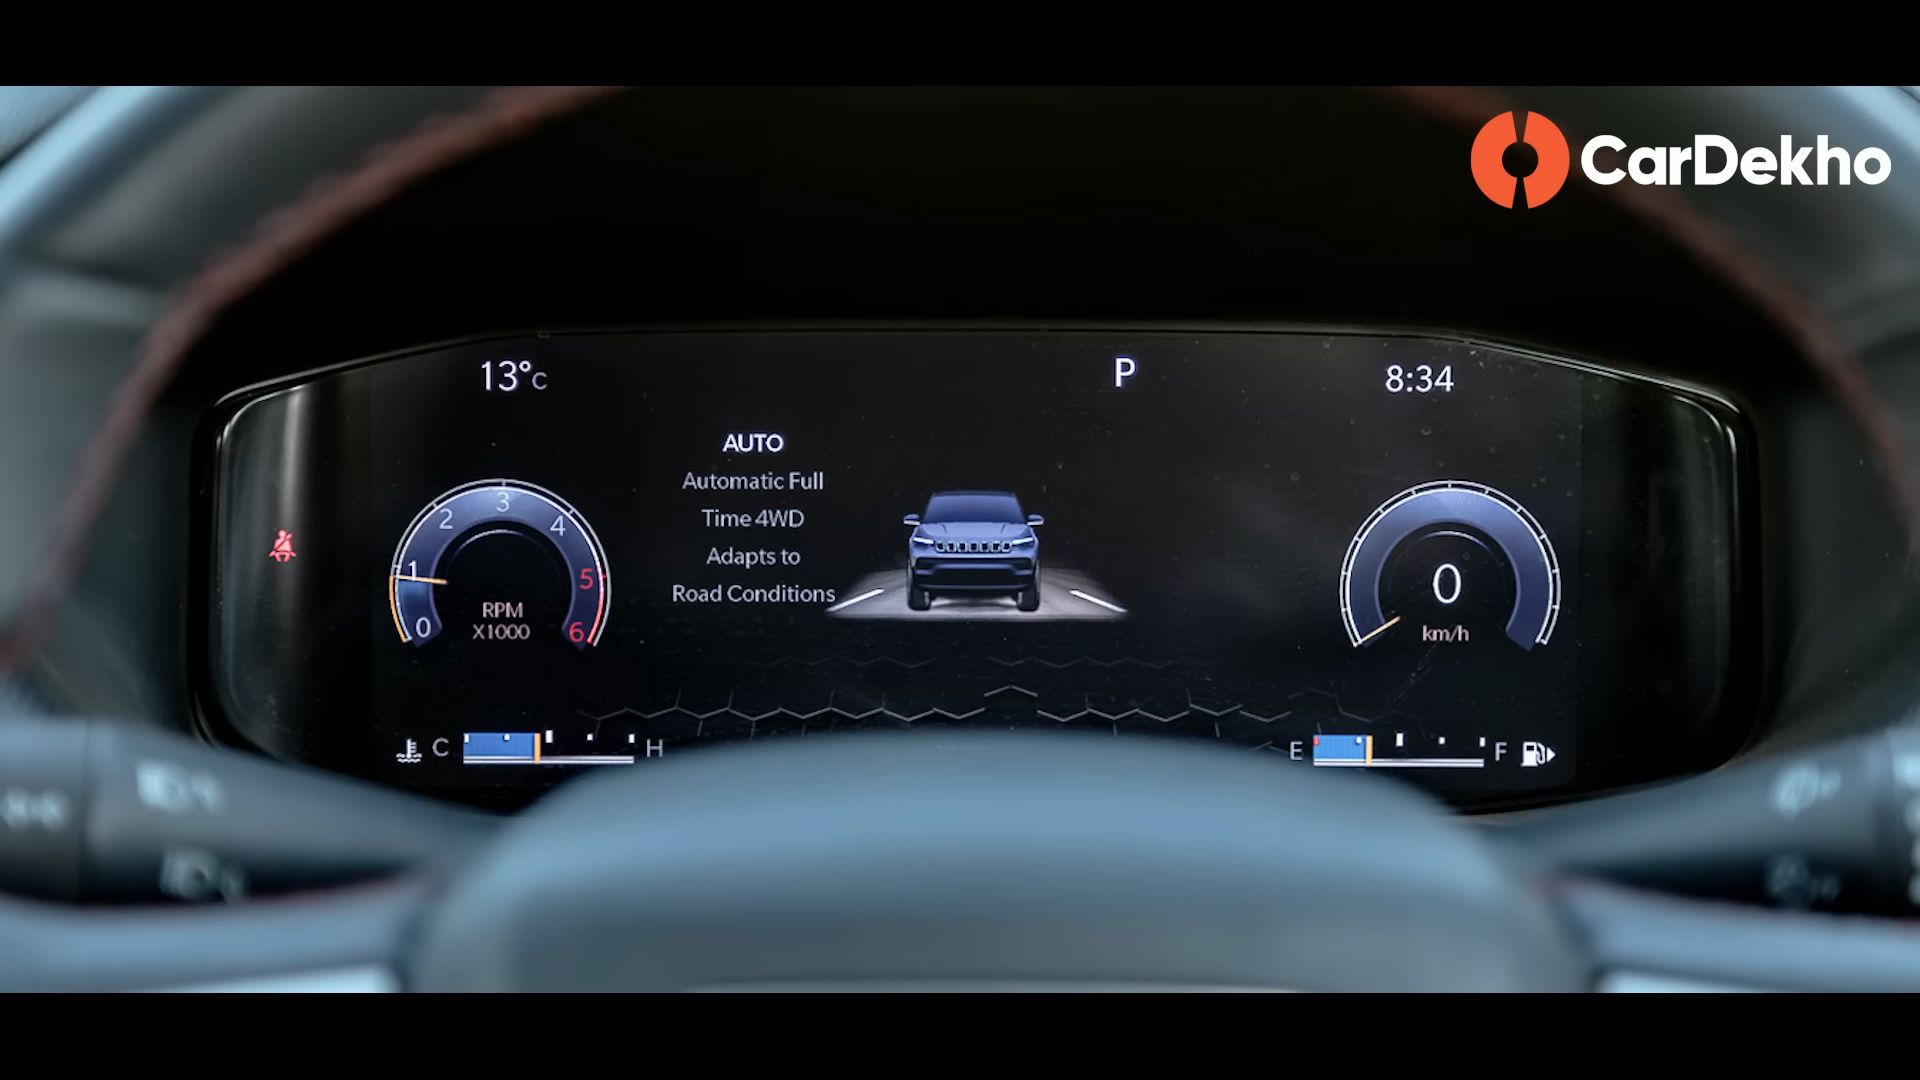 CarDekho
13°C
P
8:34
AUTO
Automatic Full
Time 4WD
Adapts to
Road Conditions
0
1
2
3
4
5
6
RPM
X1000
0
km/h
C
H
E
F